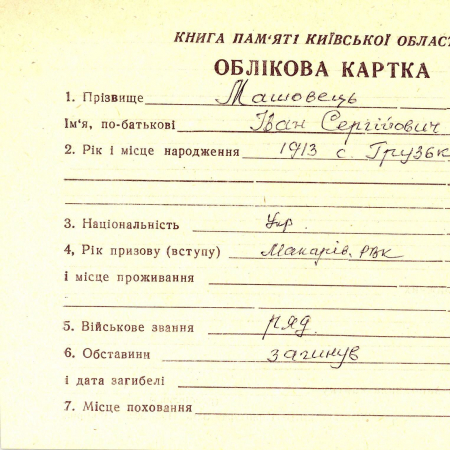 КНИГА ПАМ'ЯТІ КИЇВСЬКОЇ ОБЛАСТ
ОБЛІКОВА КАРТКА
1. Прізвище Машовець
Ім'я, по-батькові Іван Сергійович
2. Рік і місце народження 1913 с. Грузьк
3. Національність Укр
4, Рік призову (вступу) Макарів. РВК
і місце проживання
5. Військове звання ряд.
6. Обставини загинув
і дата загибелі
7. Місце поховання